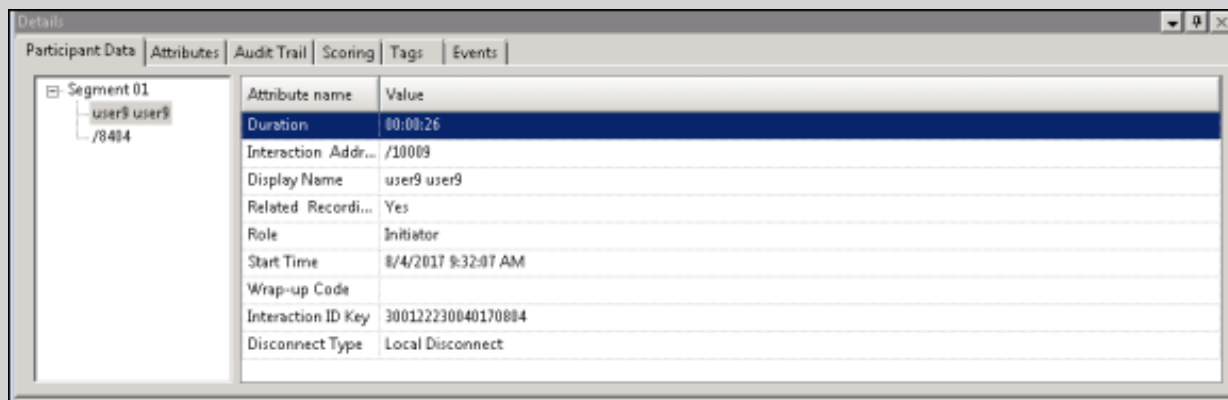 Details
Participant Data Attributes Audit Trail Scoring Tags Events
Segment 01
user9 user9
/8404
Attribute name Value
Duration 00:00:26
Interaction Addr... /10009
Display Name user9 user9
Related Recordi... Yes
Role Initiator
Start Time 8/4/2017 9:32:07 AM
Wrap-up Code
Interaction ID Key 300122230040170804
Disconnect Type Local Disconnect